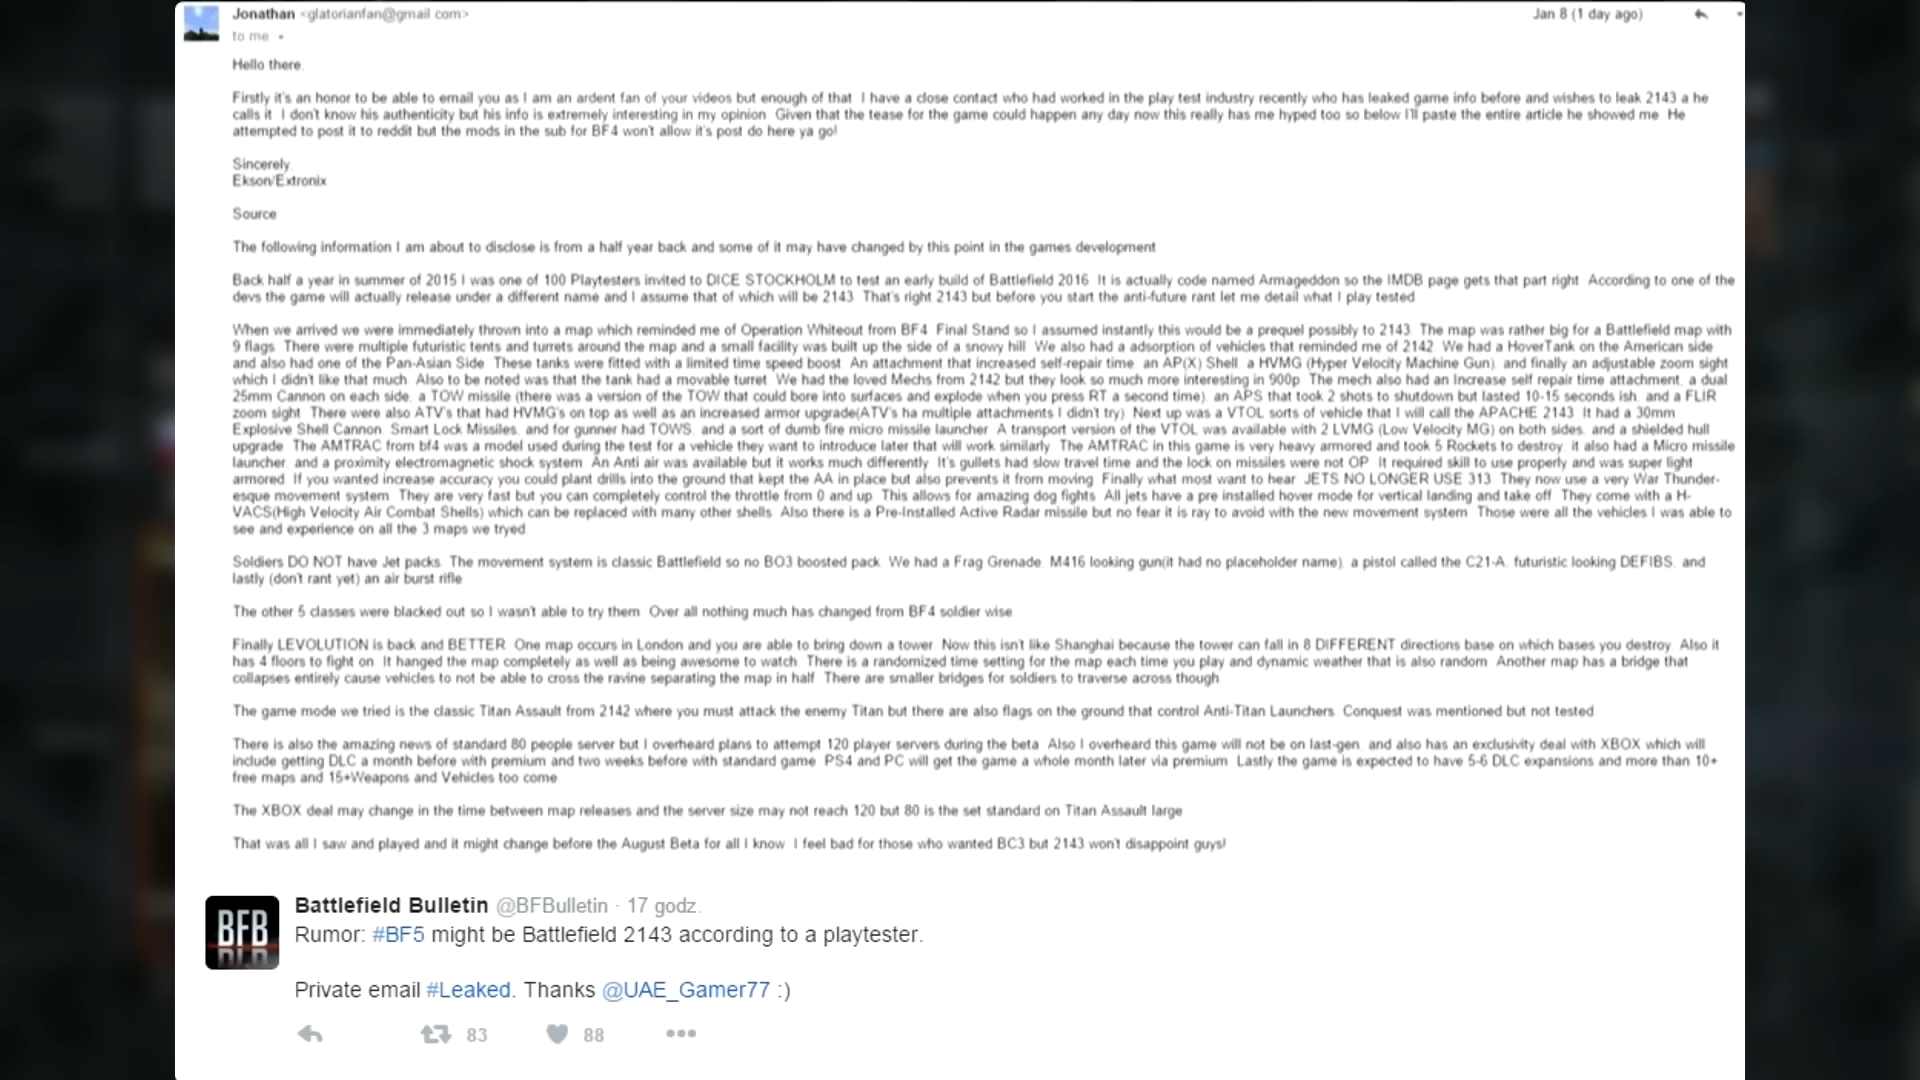 Jonathan <glatorianfan@gmail com>
Jan 8 (1 day ago)
to me
Hello there.
Firstly it's an honor to be able to email you as I am an ardent fan of your videos but enough of that  I have a close contact who had worked in the play test industry recently who has leaked game info before and wishes to leak 2143 a he
calls it  I don't know his authenticity but his info is extremely interesting in my opinion  Given that the tease for the game could happen any day now this really has me hyped too so below I'll paste the entire article he showed me  He
attempted to post it to reddit but the mods in the sub for BF4 won't allow it's post do here ya go!
Sincerely
Ekson/Extronix
Source
The following information I am about to disclose is from a half year back and some of it may have changed by this point in the games development
Back half a year in summer of 2015 I was one of 100 Playtesters invited to DICE STOCKHOLM to test an early build of Battlefield 2016  It is actually code named Armageddon so the IMDB page gets that part right  According to one of the
devs the game will actually release under a different name and I assume that of which will be 2143  That's right 2143 but before you start the anti-future rant let me detail what I play tested
When we arrived we were immediately thrown into a map which reminded me of Operation Whiteout from BF4  Final Stand so I assumed instantly this would be a prequel possibly to 2143  The map was rather big for a Battlefield map with
9 flags  There were multiple futuristic tents and turrets around the map and a small facility was built up the side of a snowy hill  We also had a adsorption of vehicles that reminded me of 2142  We had a HoverTank on the American side
and also had one of the Pan-Asian Side  These tanks were fitted with a limited time speed boost  An attachment that increased self-repair time  an AP(X) Shell  a HVMG (Hyper Velocity Machine Gun)  and finally an adjustable zoom sight
which I didn't like that much  Also to be noted was that the tank had a movable turret  We had the loved Mechs from 2142 but they look so much more interesting in 900p  The mech also had an Increase self repair time attachment  a dual
25mm Cannon on each side  a TOW missile (there was a version of the TOW that could bore into surfaces and explode when you press RT a second time)  an APS that took 2 shots to shutdown but lasted 10-15 seconds ish  and a FLIR
zoom sight  There were also ATV's that had HVMG's on top as well as an increased armor upgrade(ATV's ha multiple attachments I didn't try)  Next up was a VTOL sorts of vehicle that I will call the APACHE 2143  It had a 30mm
Explosive Shell Cannon  Smart Lock Missiles  and for gunner had TOWS  and a sort of dumb fire micro missile launcher  A transport version of the VTOL was available with 2 LVMG (Low Velocity MG) on both sides  and a shielded hull
upgrade  The AMTRAC from bf4 was a model used during the test for a vehicle they want to introduce later that will work similarly  The AMTRAC in this game is very heavy armored and took 5 Rockets to destroy  it also had a Micro missile
launcher  and a proximity electromagnetic shock system  An Anti air was available but it works much differently  It's gullets had slow travel time and the lock on missiles were not OP  It required skill to use properly and was super light
armored  If you wanted increase accuracy you could plant drills into the ground that kept the AA in place but also prevents it from moving  Finally what most want to hear  JETS NO LONGER USE 313  They now use a very War Thunder-
esque movement system  They are very fast but you can completely control the throttle from 0 and up  This allows for amazing dog fights  All jets have a pre installed hover mode for vertical landing and take off  They come with a H-
VACS(High Velocity Air Combat Shells) which can be replaced with many other shells  Also there is a Pre-Installed Active Radar missile but no fear it is ray to avoid with the new movement system  Those were all the vehicles I was able to
see and experience on all the 3 maps we tryed
Soldiers DO NOT have Jet packs  The movement system is classic Battlefield so no BO3 boosted pack  We had a Frag Grenade  M416 looking gun(it had no placeholder name)  a pistol called the C21-A  futuristic looking DEFIBS  and
lastly (don't rant yet) an air burst rifle
The other 5 classes were blacked out so I wasn't able to try them  Over all nothing much has changed from BF4 soldier wise
Finally LEVOLUTION is back and BETTER  One map occurs in London and you are able to bring down a tower  Now this isn't like Shanghai because the tower can fall in 8 DIFFERENT directions base on which bases you destroy  Also it
has 4 floors to fight on  It hanged the map completely as well as being awesome to watch  There is a randomized time setting for the map each time you play and dynamic weather that is also random  Another map has a bridge that
collapses entirely cause vehicles to not be able to cross the ravine separating the map in half  There are smaller bridges for soldiers to traverse across though
The game mode we tried is the classic Titan Assault from 2142 where you must attack the enemy Titan but there are also flags on the ground that control Anti-Titan Launchers  Conquest was mentioned but not tested
There is also the amazing news of standard 80 people server but I overheard plans to attempt 120 player servers during the beta  Also I overheard this game will not be on last-gen  and also has an exclusivity deal with XBOX which will
include getting DLC a month before with premium and two weeks before with standard game  PS4 and PC will get the game a whole month later via premium  Lastly the game is expected to have 5-6 DLC expansions and more than 10+
free maps and 15+Weapons and Vehicles too come
The XBOX deal may change in the time between map releases and the server size may not reach 120 but 80 is the set standard on Titan Assault large
That was all I saw and played and it might change before the August Beta for all I know  I feel bad for those who wanted BC3 but 2143 won't disappoint guys!
BFB
Battlefield Bulletin @BFBulletin · 17 godz.
Rumor: #BF5 might be Battlefield 2143 according to a playtester.
Private email #Leaked. Thanks @UAE_Gamer77 :)
83 88